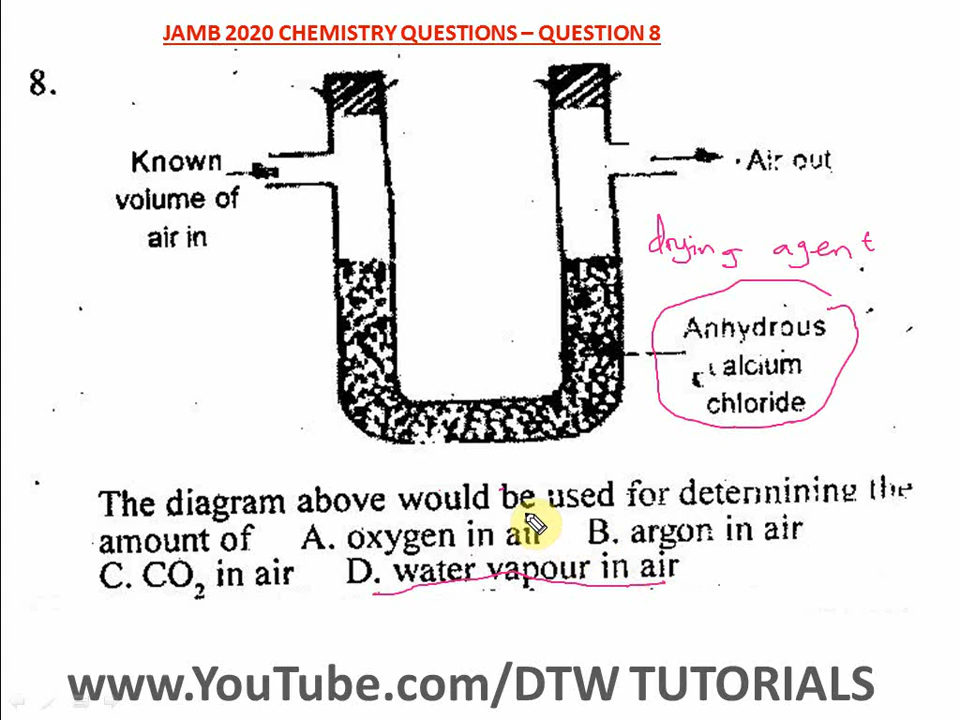 JAMB 2020 CHEMISTRY QUESTIONS – QUESTION 8
8.
Known
volume of
air in
Air out
drying agent
Anhydrous
calcium
chloride
The diagram above would be used for determining the
amount of A. oxygen in air B. argon in air
C. CO₂ in air D. water vapour in air
www.YouTube.com/DTW TUTORIALS